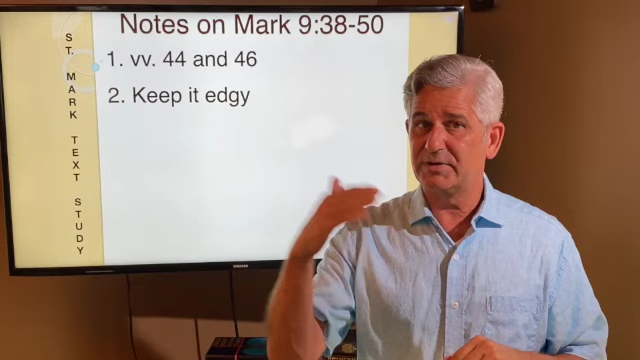 Notes on Mark 9:38-50
1. vv. 44 and 46
2. Keep it edgy
ST. MARK TEXT STUDY
SAMSUNG